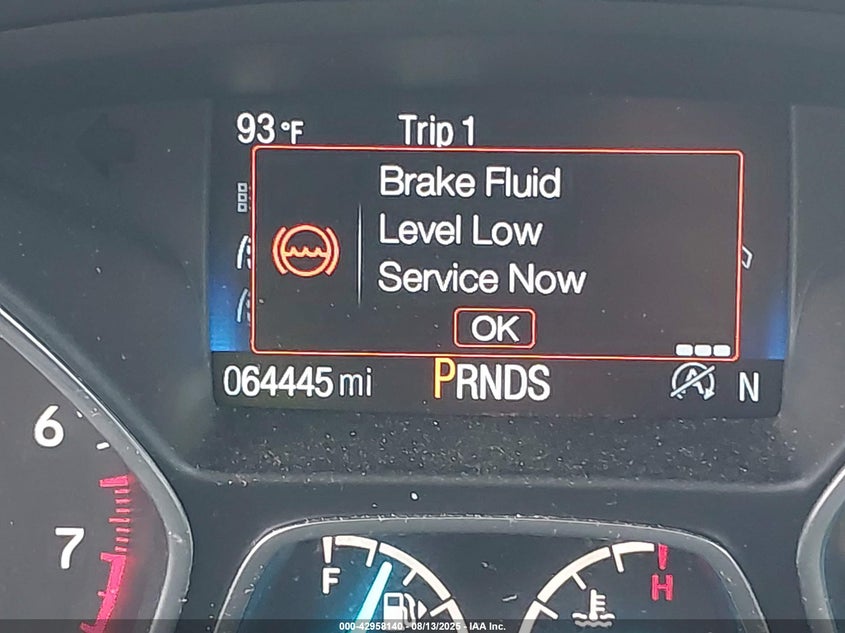 93 °F Trip 1
Brake Fluid
Level Low
Service Now
OK
064445 mi PRNDS A N
6
7
F H
000-42958140 - 08/13/2025 - IAA Inc.